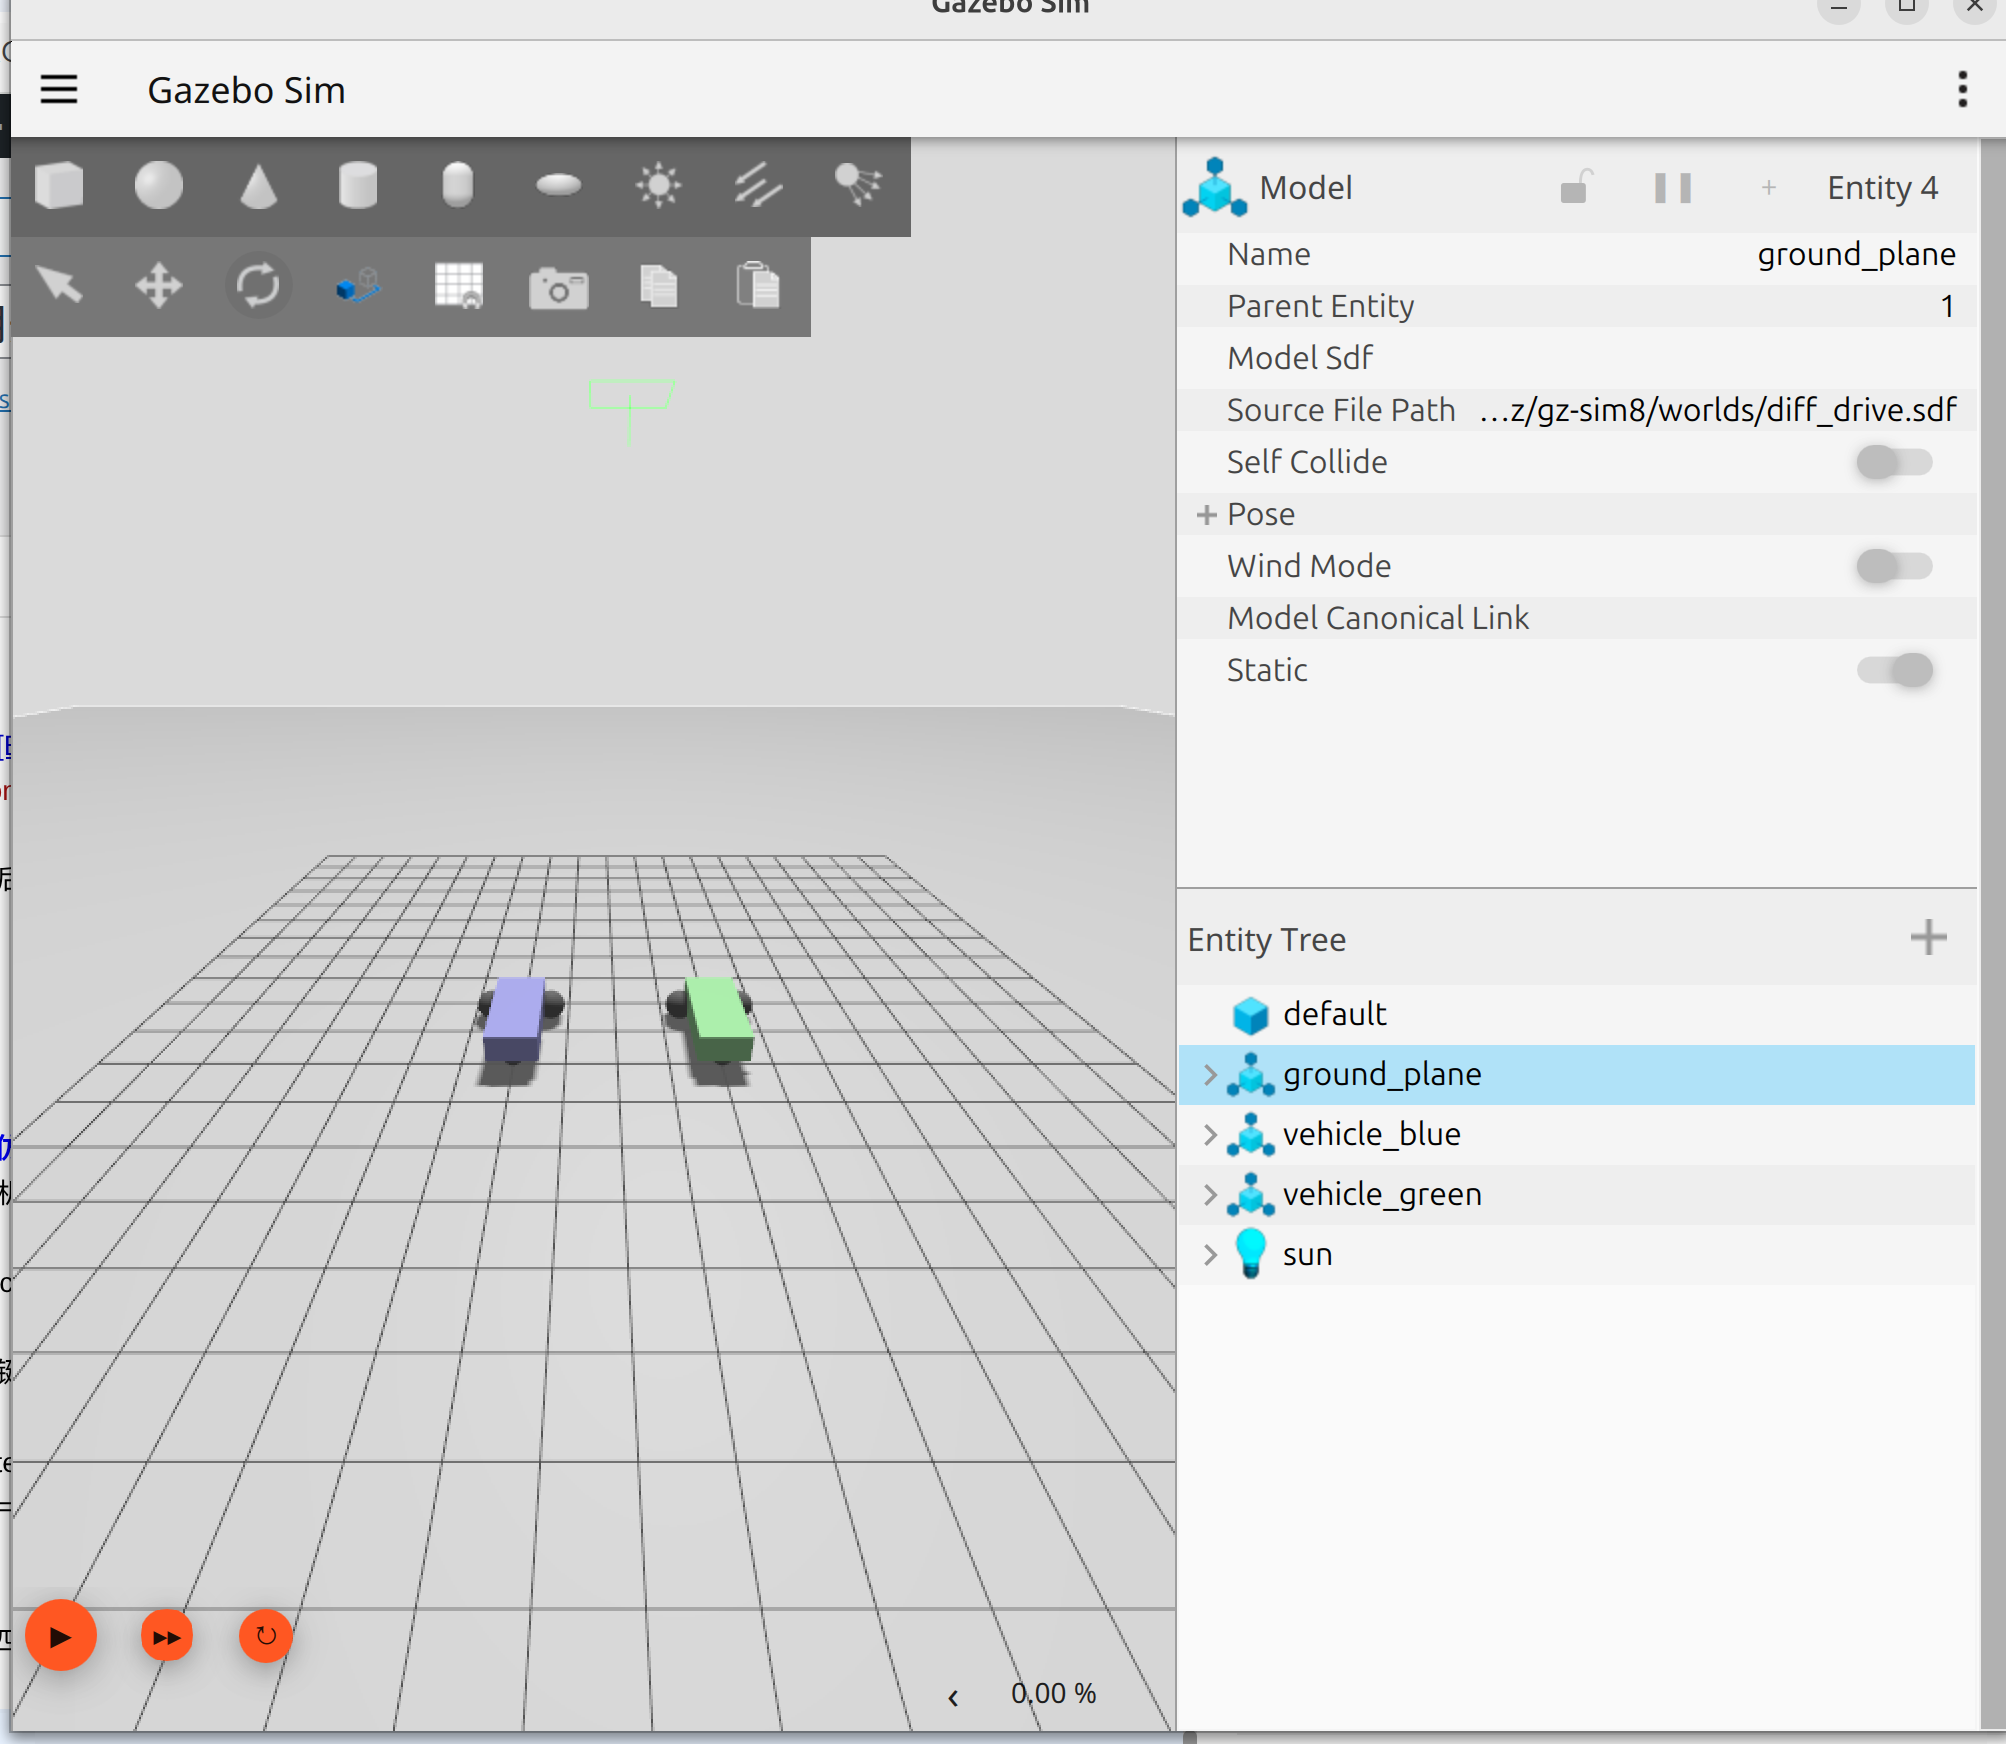 Gazebo Sim
Gazebo Sim
Model
Entity 4
Name
ground_plane
Parent Entity
1
Model Sdf
Source File Path
...z/gz-sim8/worlds/diff_drive.sdf
Self Collide
Pose
Wind Mode
Model Canonical Link
Static
Entity Tree
default
ground_plane
vehicle_blue
vehicle_green
sun
0.00 %